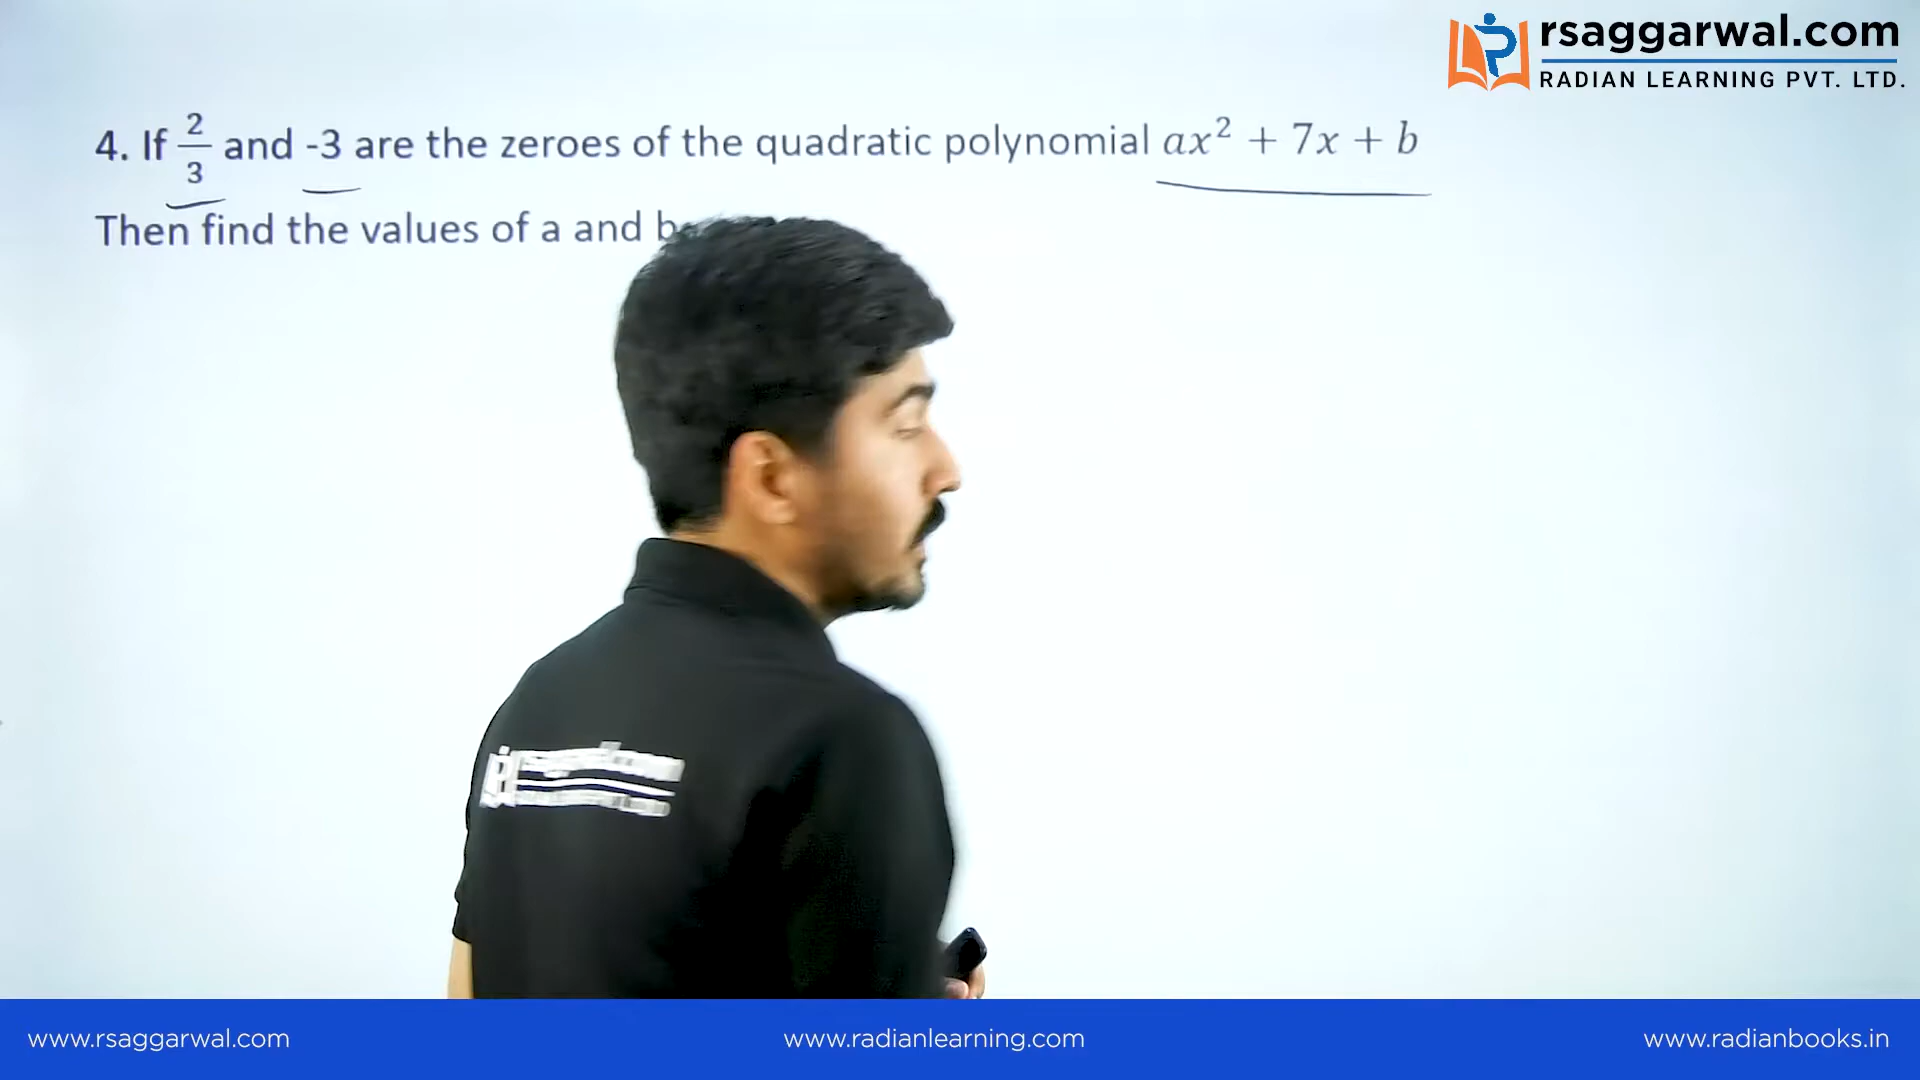 rsaggarwal.com
RADIAN LEARNING PVT. LTD.
4. If 2/3 and -3 are the zeroes of the quadratic polynomial ax² + 7x + b
Then find the values of a and b
www.rsaggarwal.com
www.radianlearning.com
www.radianbooks.in